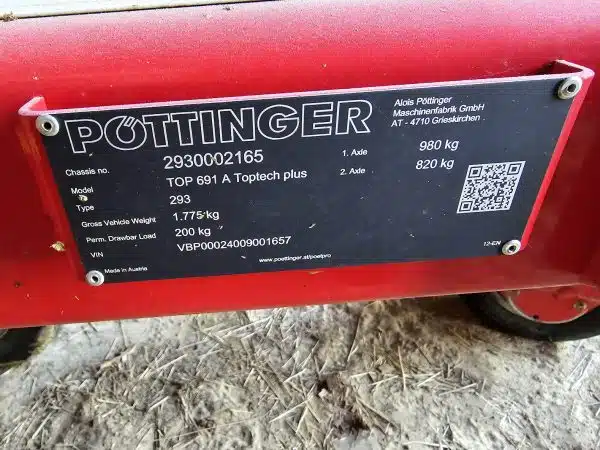 PÖTTINGER
Alois Pöttinger
Maschinenfabrik GmbH
AT - 4710 Grieskirchen
Chassis no. 2930002165 1. Axle 980 kg
Model TOP 691 A Toptech plus 2. Axle 820 kg
Type 293
Gross Vehicle Weight 1.775 kg
Perm. Drawbar Load 200 kg
VIN VBP00024009001657
Made in Austria www.poettinger.at/poetpro 12-EN